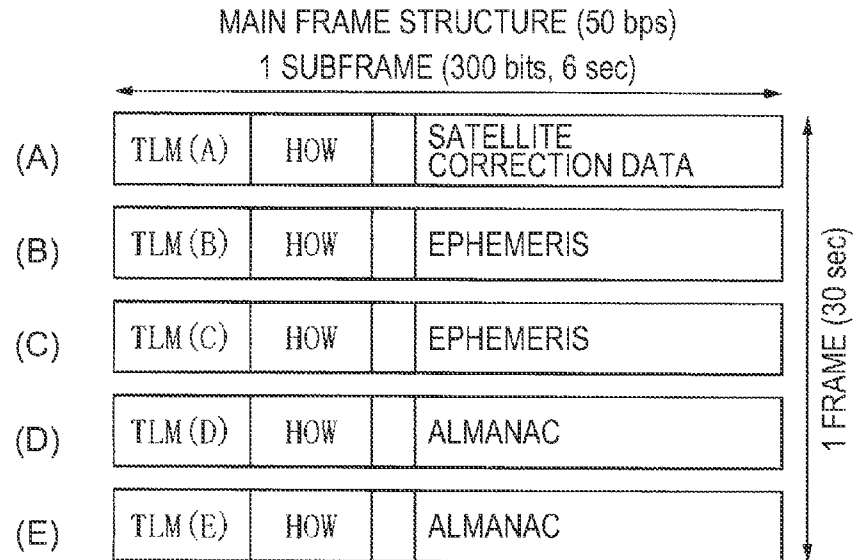 MAIN FRAME STRUCTURE (50 bps)
1 SUBFRAME (300 bits, 6 sec)
(A) TLM(A) HOW SATELLITE
CORRECTION DATA
(B) TLM(B) HOW EPHEMERIS
(C) TLM(C) HOW EPHEMERIS
(D) TLM(D) HOW ALMANAC
(E) TLM(E) HOW ALMANAC
1 FRAME (30 sec)